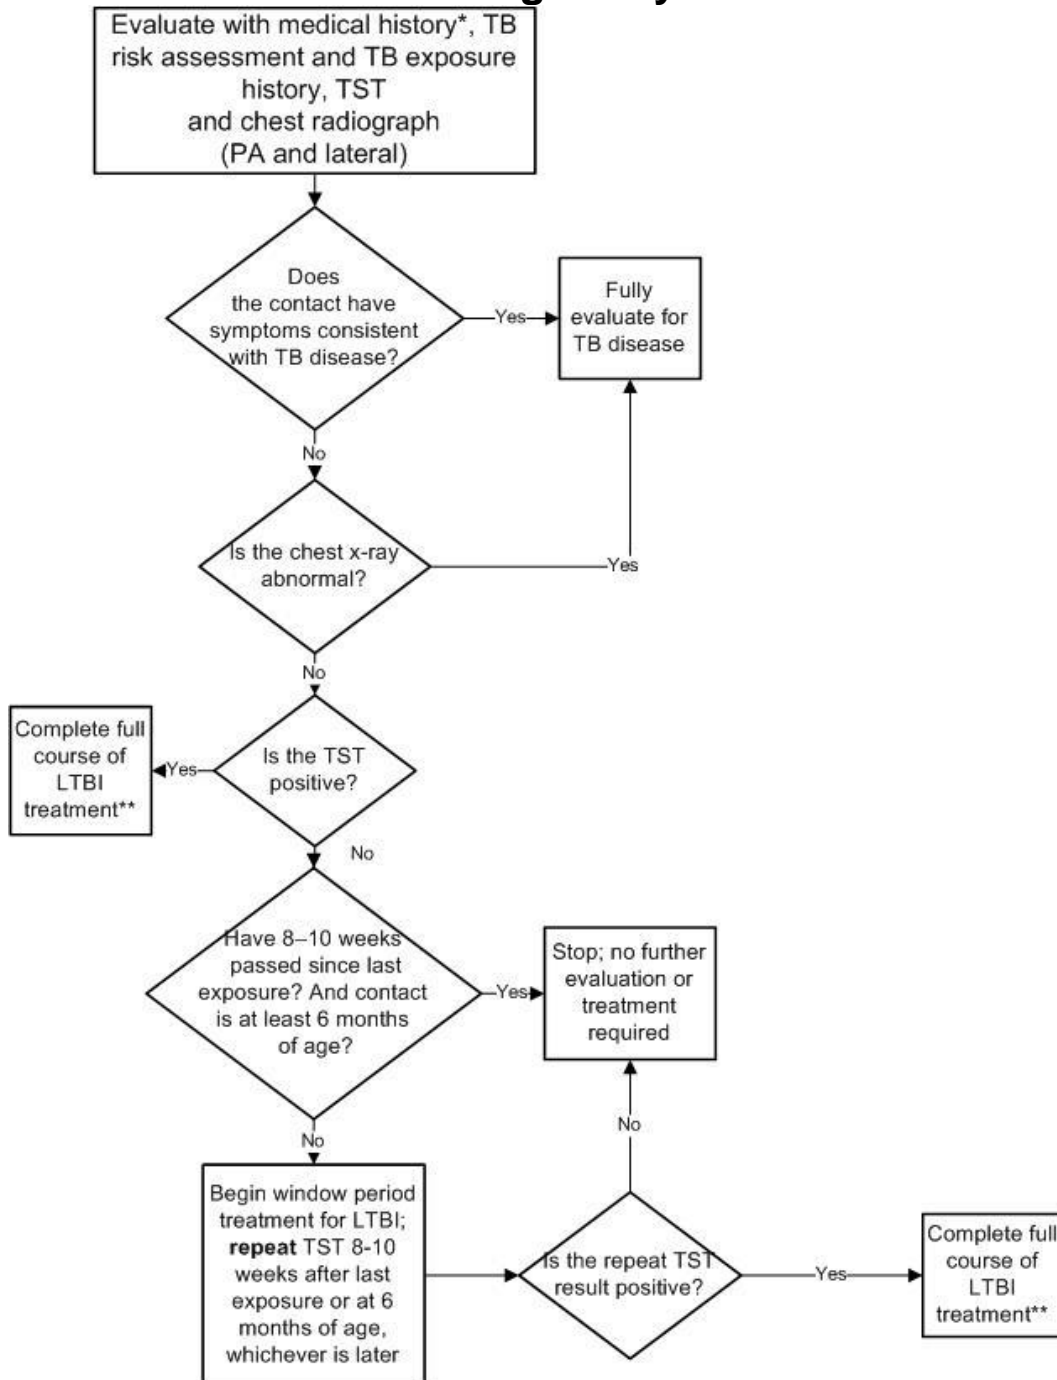 Evaluate with medical history*, TB
risk assessment and TB exposure
history, TST
and chest radiograph
(PA and lateral)
Does
the contact have
symptoms consistent
with TB disease?
Yes
Fully
evaluate for
TB disease
No
Is the chest x-ray
abnormal?
Yes
No
Is the TST
positive?
Yes
Complete full
course of
LTBI
treatment**
No
Have 8–10 weeks
passed since last
exposure? And contact
is at least 6 months
of age?
Yes
Stop; no further
evaluation or
treatment
required
No
No
Begin window period
treatment for LTBI;
repeat TST 8-10
weeks after last
exposure or at 6
months of age,
whichever is later
Is the repeat TST
result positive?
Yes
Complete full
course of
LTBI
treatment**